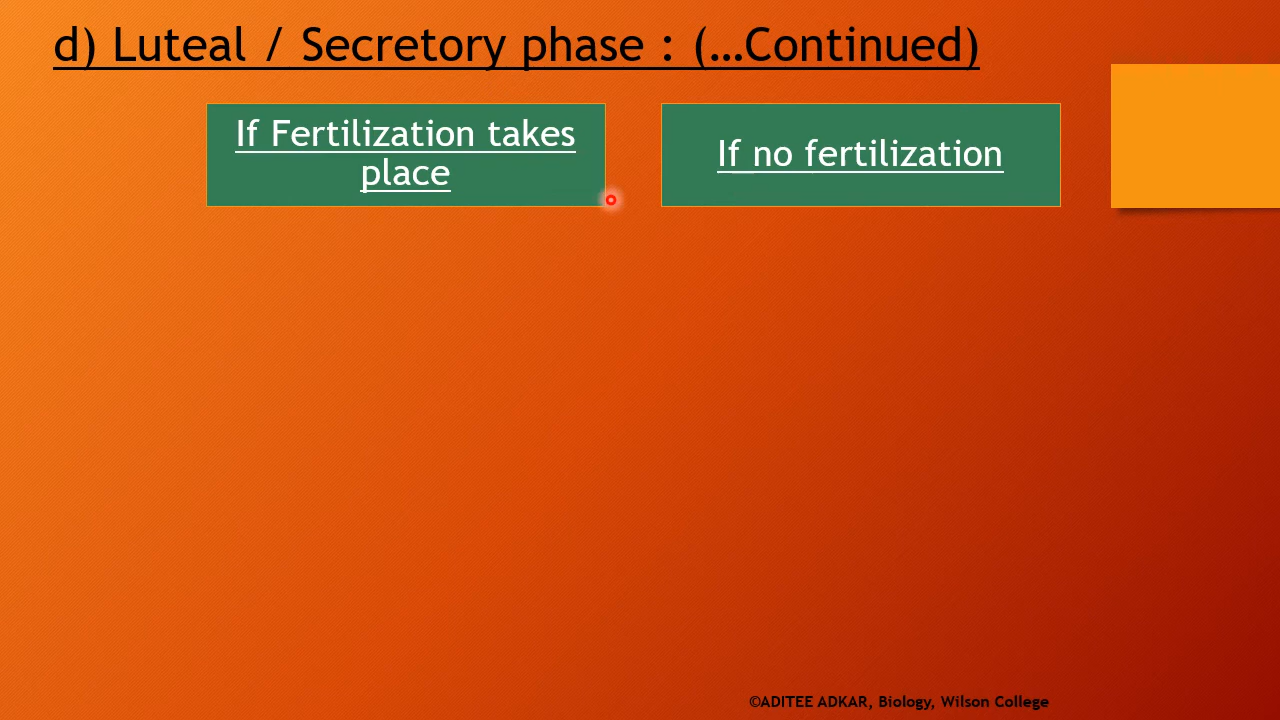 d) Luteal / Secretory phase : (…Continued)
If Fertilization takes
place
If no fertilization
©ADITEE ADKAR, Biology, Wilson College